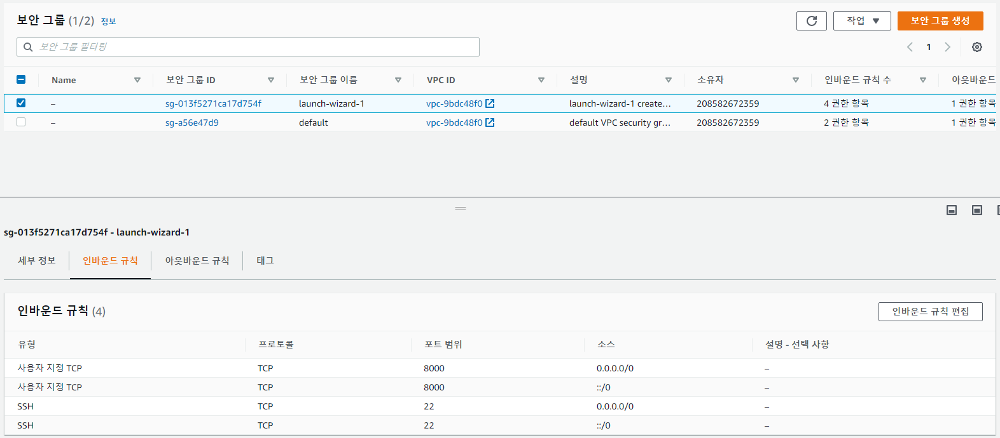 보안 그룹 (1/2) 정보 작업 보안 그룹 생성
보안 그룹 필터링 1
Name 보안 그룹 ID 보안 그룹 이름 VPC ID 설명 소유자 인바운드 규칙 수 아웃바운드
– sg-013f5271ca17d754f launch-wizard-1 vpc-9bdc48f0 launch-wizard-1 create... 208582672359 4 권한 항목 1 권한 항목
– sg-a56e47d9 default vpc-9bdc48f0 default VPC security gr... 208582672359 2 권한 항목 1 권한 항목
sg-013f5271ca17d754f - launch-wizard-1
세부 정보 인바운드 규칙 아웃바운드 규칙 태그
인바운드 규칙 (4) 인바운드 규칙 편집
유형 프로토콜 포트 범위 소스 설명 - 선택 사항
사용자 지정 TCP TCP 8000 0.0.0.0/0 –
사용자 지정 TCP TCP 8000 ::/0 –
SSH TCP 22 0.0.0.0/0 –
SSH TCP 22 ::/0 –